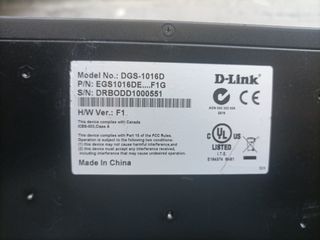 Model No.: DGS-1016D
P/N: EGS1016DE....F1G
S/N: DRBODD1000551
H/W Ver.: F1
This device complies with Canada
ICES-003, Class A
This device complies with Part 15 of the FCC Rules.
Operation is subject to the following two conditions:
(1) this device may not cause harmful interference, and
(2) this device must accept any interference received,
including interference that may cause undesired operation.
Made in China
D-Link
C UL US
LISTED
I.T.E.